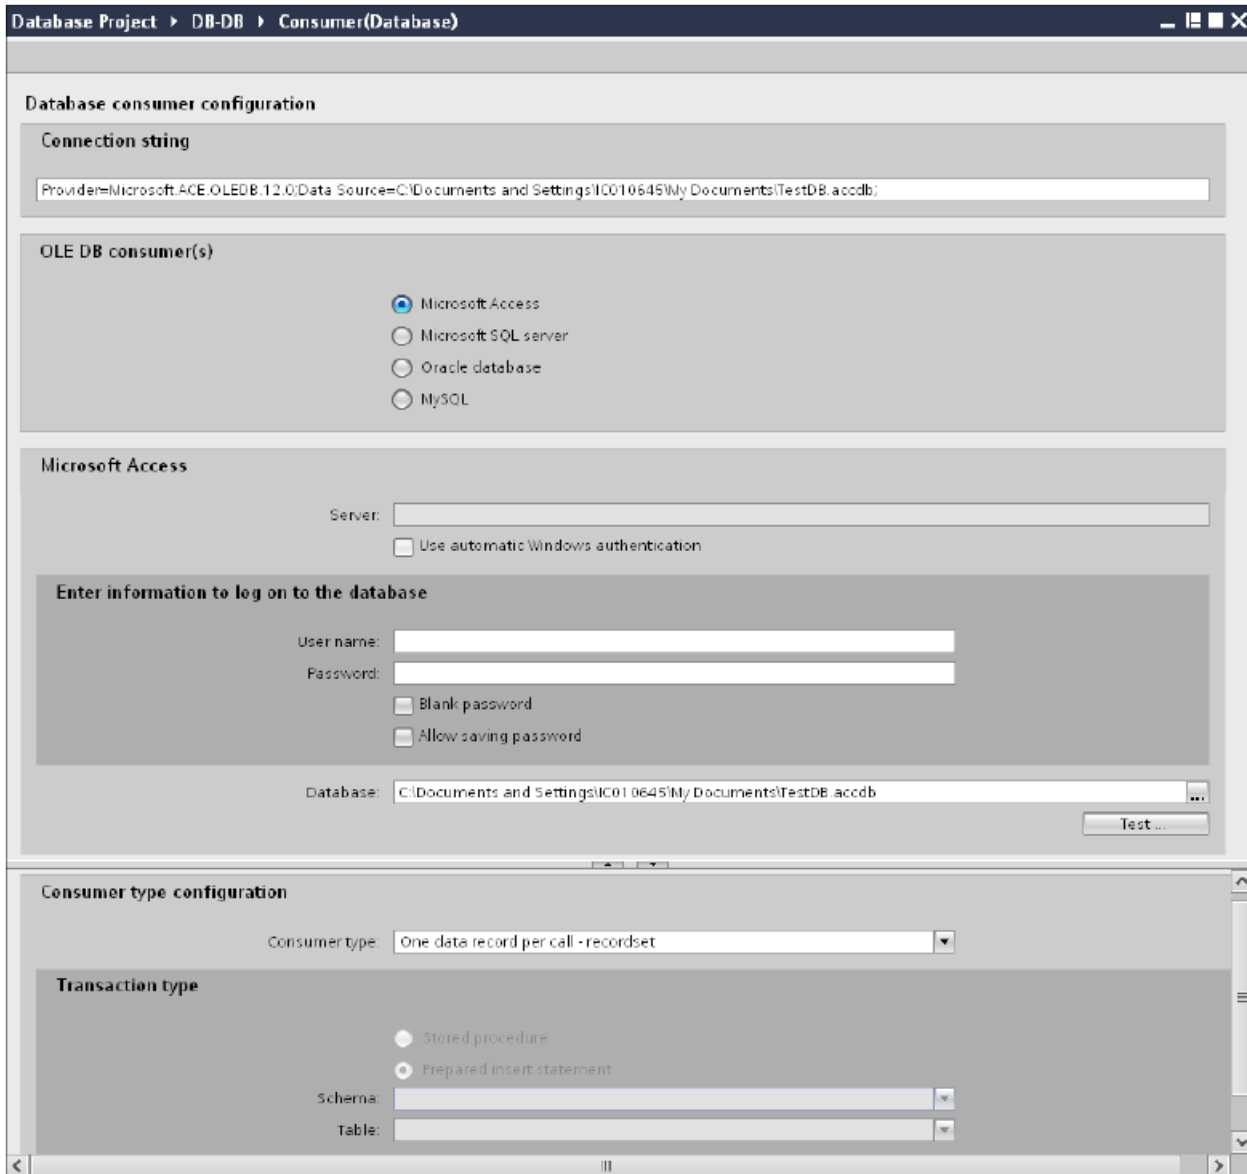 Database Project ▸ DB-DB ▸ Consumer(Database)
Database consumer configuration
Connection string
Provider=Microsoft.ACE.OLEDB.12.0;Data Source=C:\Documents and Settings\IC010645\My Documents\TestDB.accdb;
OLE DB consumer(s)
Microsoft Access
Microsoft SQL server
Oracle database
MySQL
Microsoft Access
Server:
Use automatic Windows authentication
Enter information to log on to the database
User name:
Password:
Blank password
Allow saving password
Database: C:\Documents and Settings\IC010645\My Documents\TestDB.accdb ...
Test ...
Consumer type configuration
Consumer type: One data record per call - recordset
Transaction type
Stored procedure
Prepared insert statement
Schema:
Table: